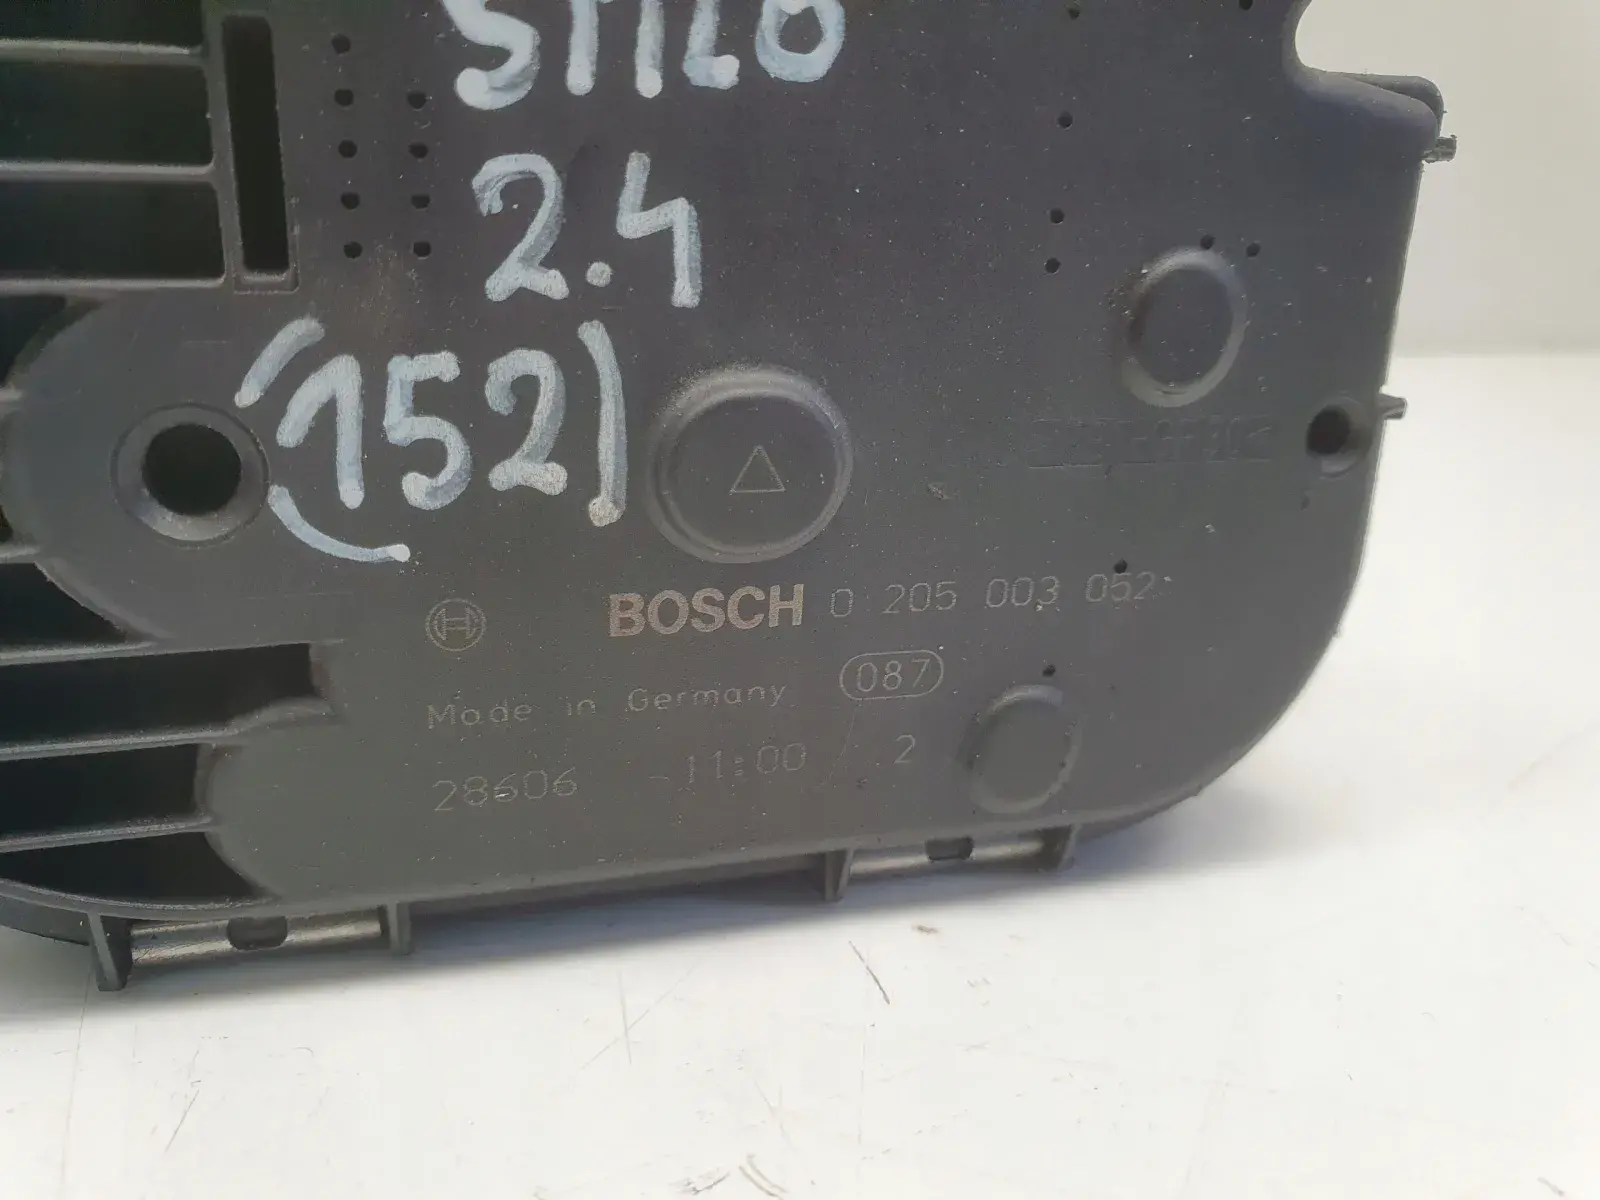 STILO
2.4
(152)
BOSCH 0 205 003 052
Made in Germany 087
28606 11:00 2